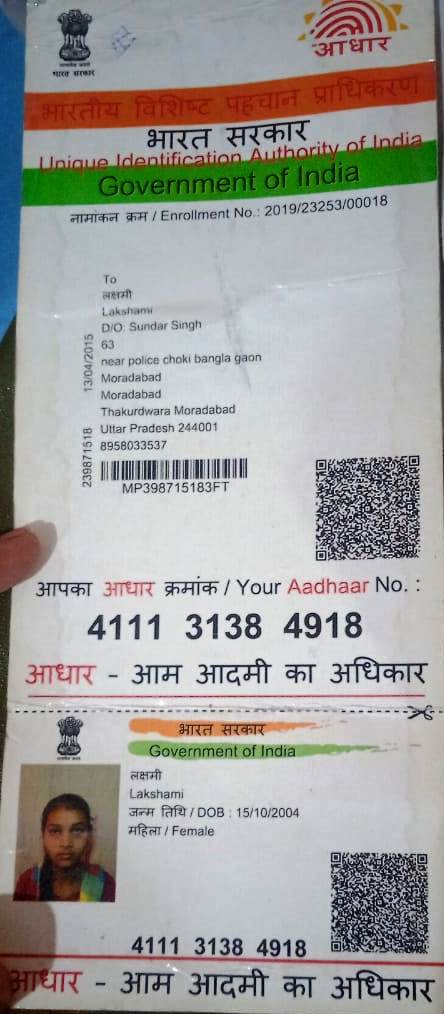 भारत सरकार
आधार
भारतीय विशिष्ट पहचान प्राधिकरण
भारत सरकार
Unique Identification Authority of India
Government of India
नामांकन क्रम / Enrollment No.: 2019/23253/00018
To
लक्षमी
Lakshami
D/O: Sundar Singh
63
near police choki bangla gaon
Moradabad
Moradabad
Thakurdwara Moradabad
Uttar Pradesh 244001
8958033537
239871518 13/04/2015
MP398715183FT
आपका आधार क्रमांक / Your Aadhaar No. :
4111 3138 4918
आधार - आम आदमी का अधिकार
भारत सरकार
Government of India
लक्षमी
Lakshami
जन्म तिथि / DOB : 15/10/2004
महिला / Female
4111 3138 4918
आधार - आम आदमी का अधिकार